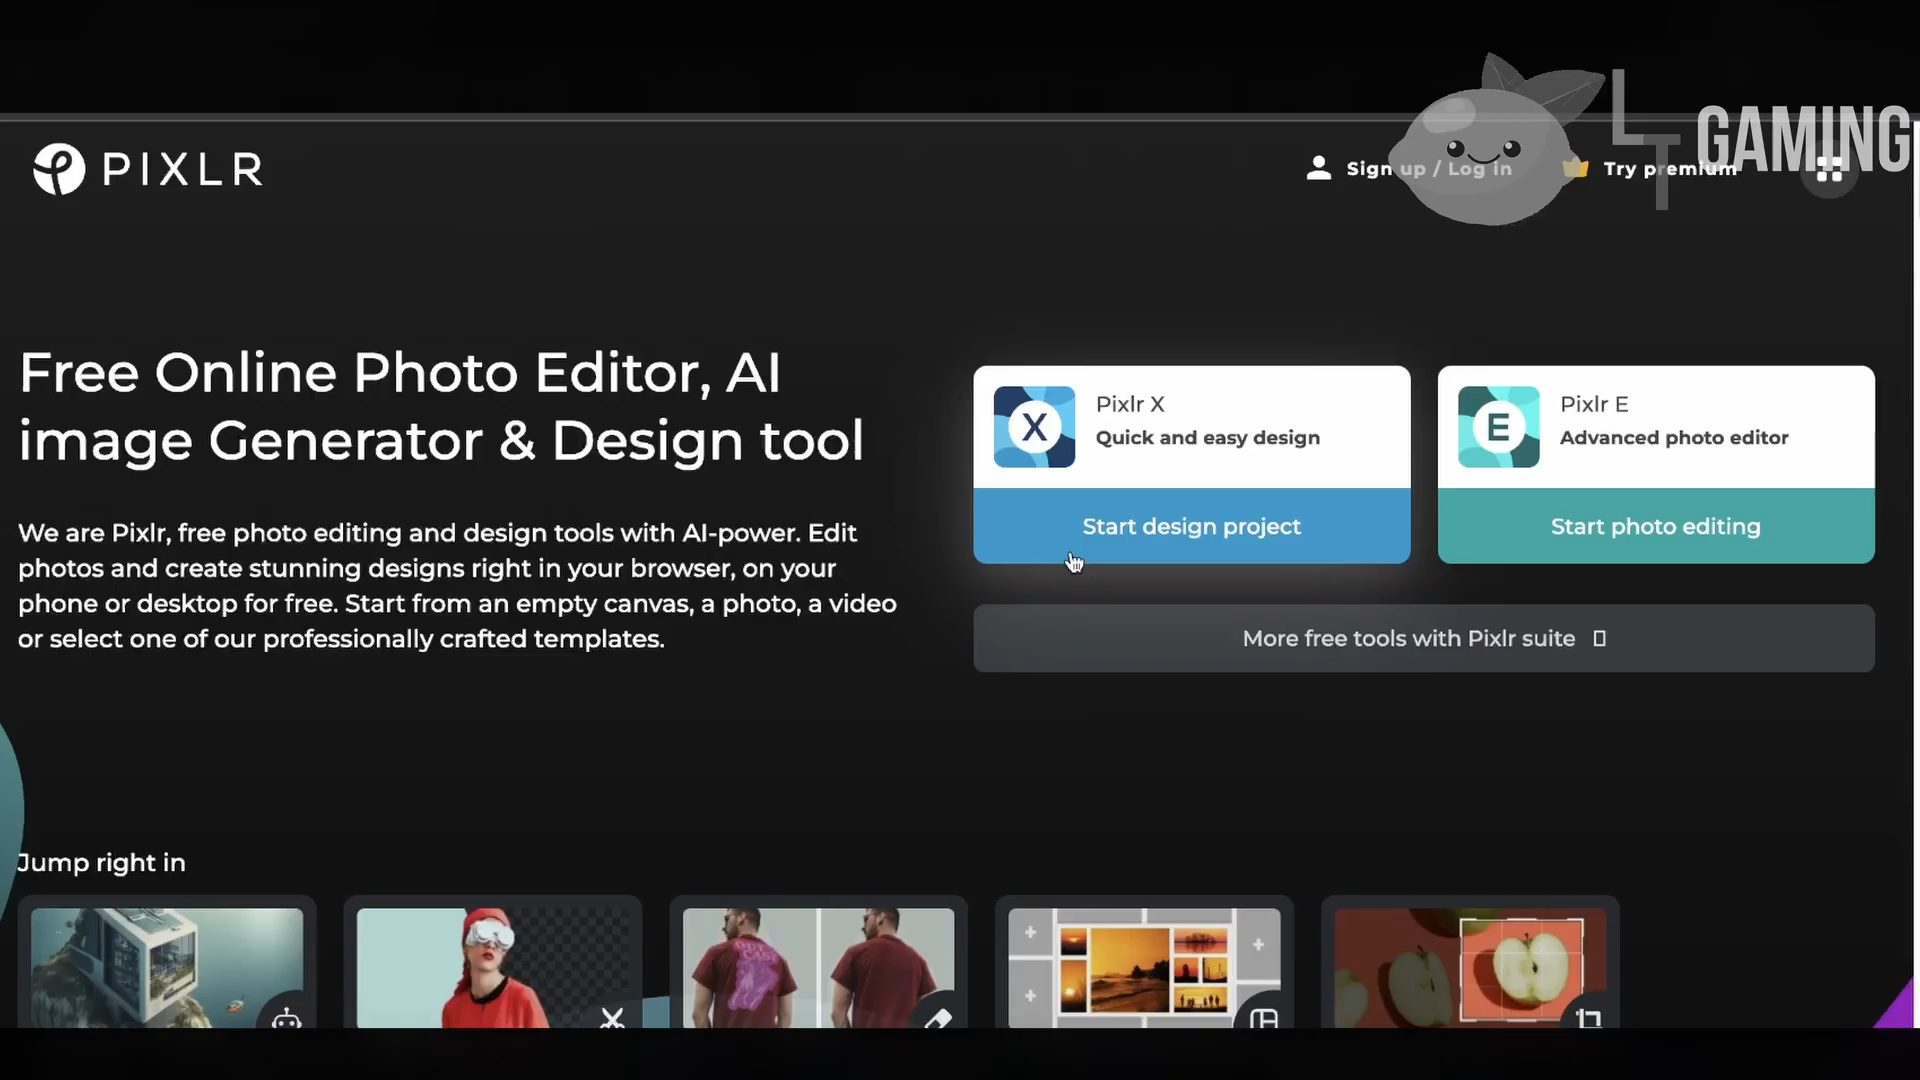 PIXLR
Sign up / Log in
Try premium
LT GAMING
Free Online Photo Editor, AI
image Generator & Design tool
We are Pixlr, free photo editing and design tools with AI-power. Edit
photos and create stunning designs right in your browser, on your
phone or desktop for free. Start from an empty canvas, a photo, a video
or select one of our professionally crafted templates.
X
Pixlr X
Quick and easy design
Start design project
E
Pixlr E
Advanced photo editor
Start photo editing
More free tools with Pixlr suite
Jump right in